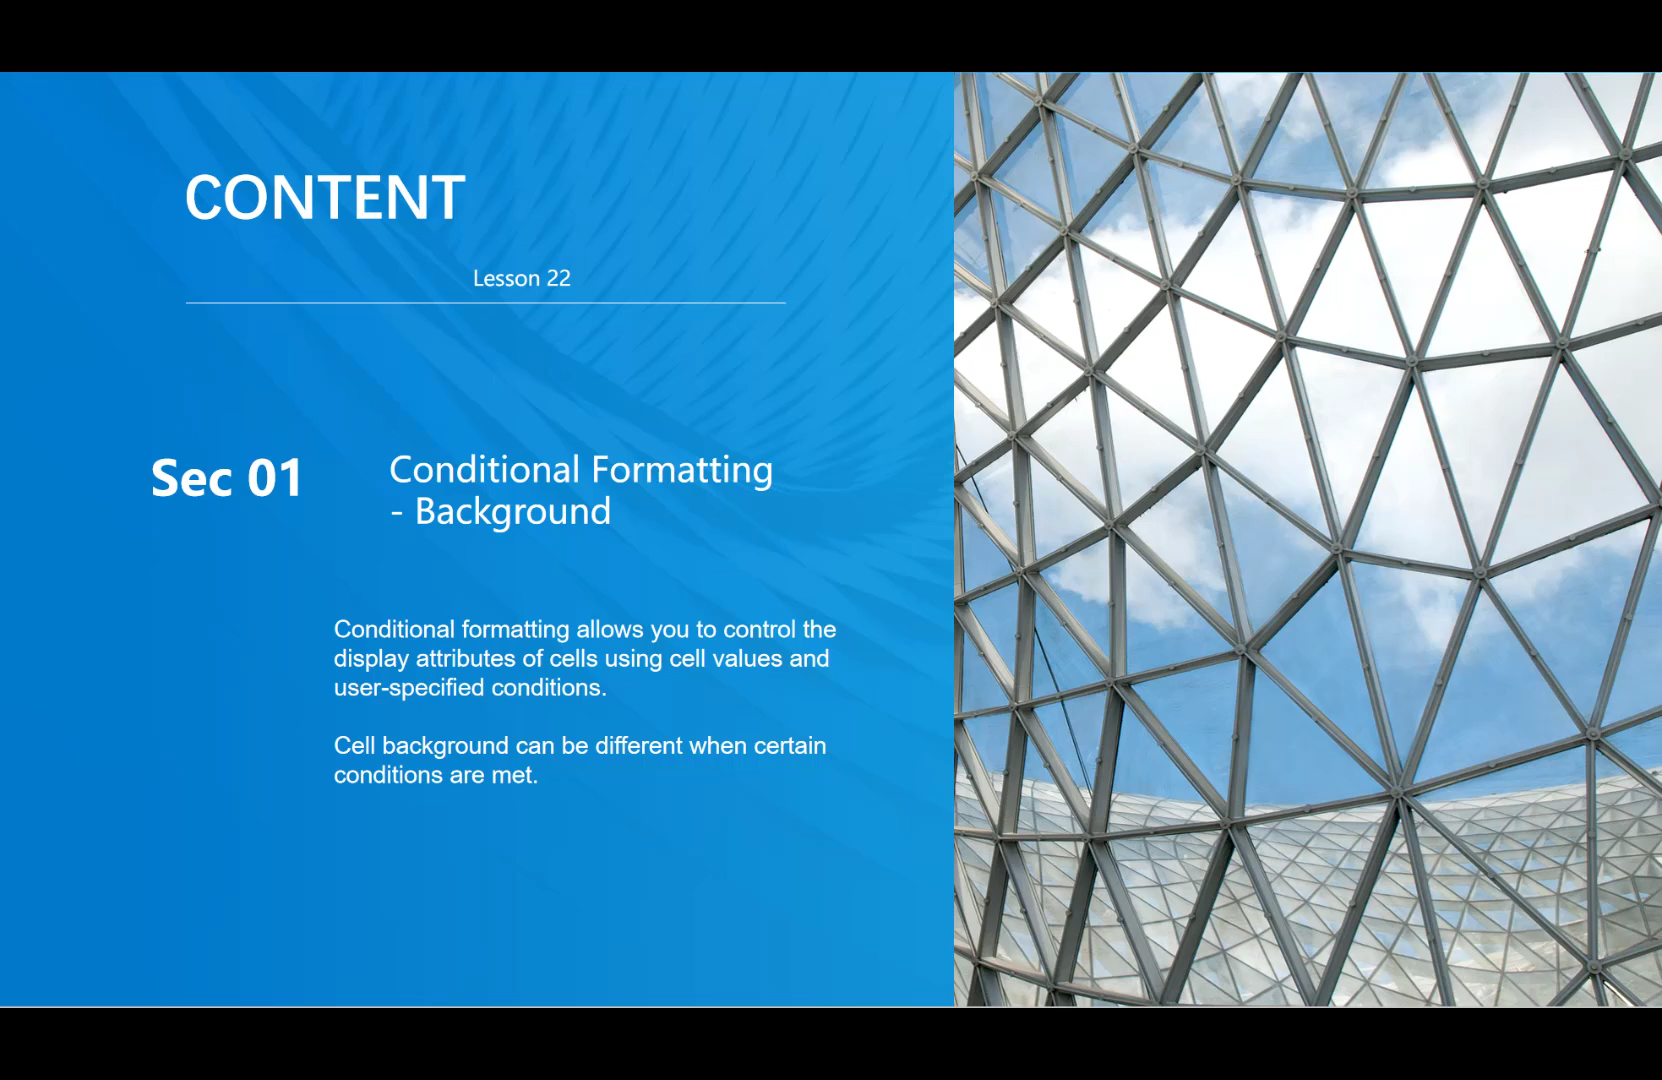 CONTENT
Lesson 22
Sec 01
Conditional Formatting
- Background
Conditional formatting allows you to control the
display attributes of cells using cell values and
user-specified conditions.
Cell background can be different when certain
conditions are met.